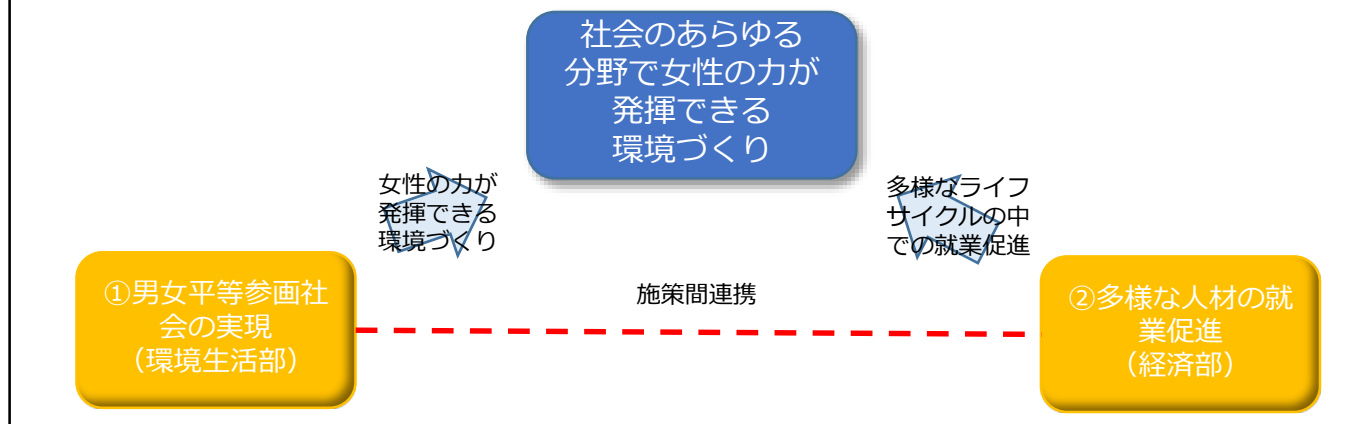 社会のあらゆる
分野で女性の力が
発揮できる
環境づくり
女性の力が
発揮できる
環境づくり
多様なライフ
サイクルの中
での就業促進
施策間連携
①男女平等参画社
会の実現
（環境生活部）
②多様な人材の就
業促進
（経済部）